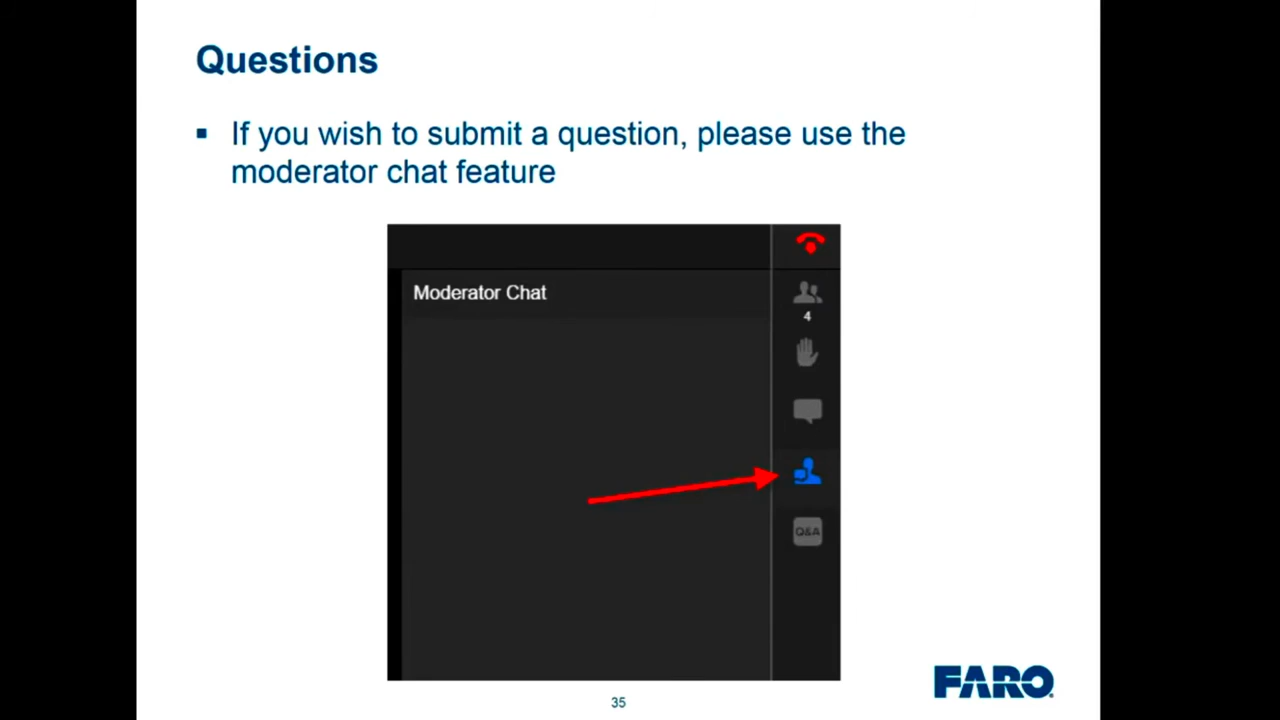 Questions
▪ If you wish to submit a question, please use the
moderator chat feature
Moderator Chat
4
Q&A
35
FARO